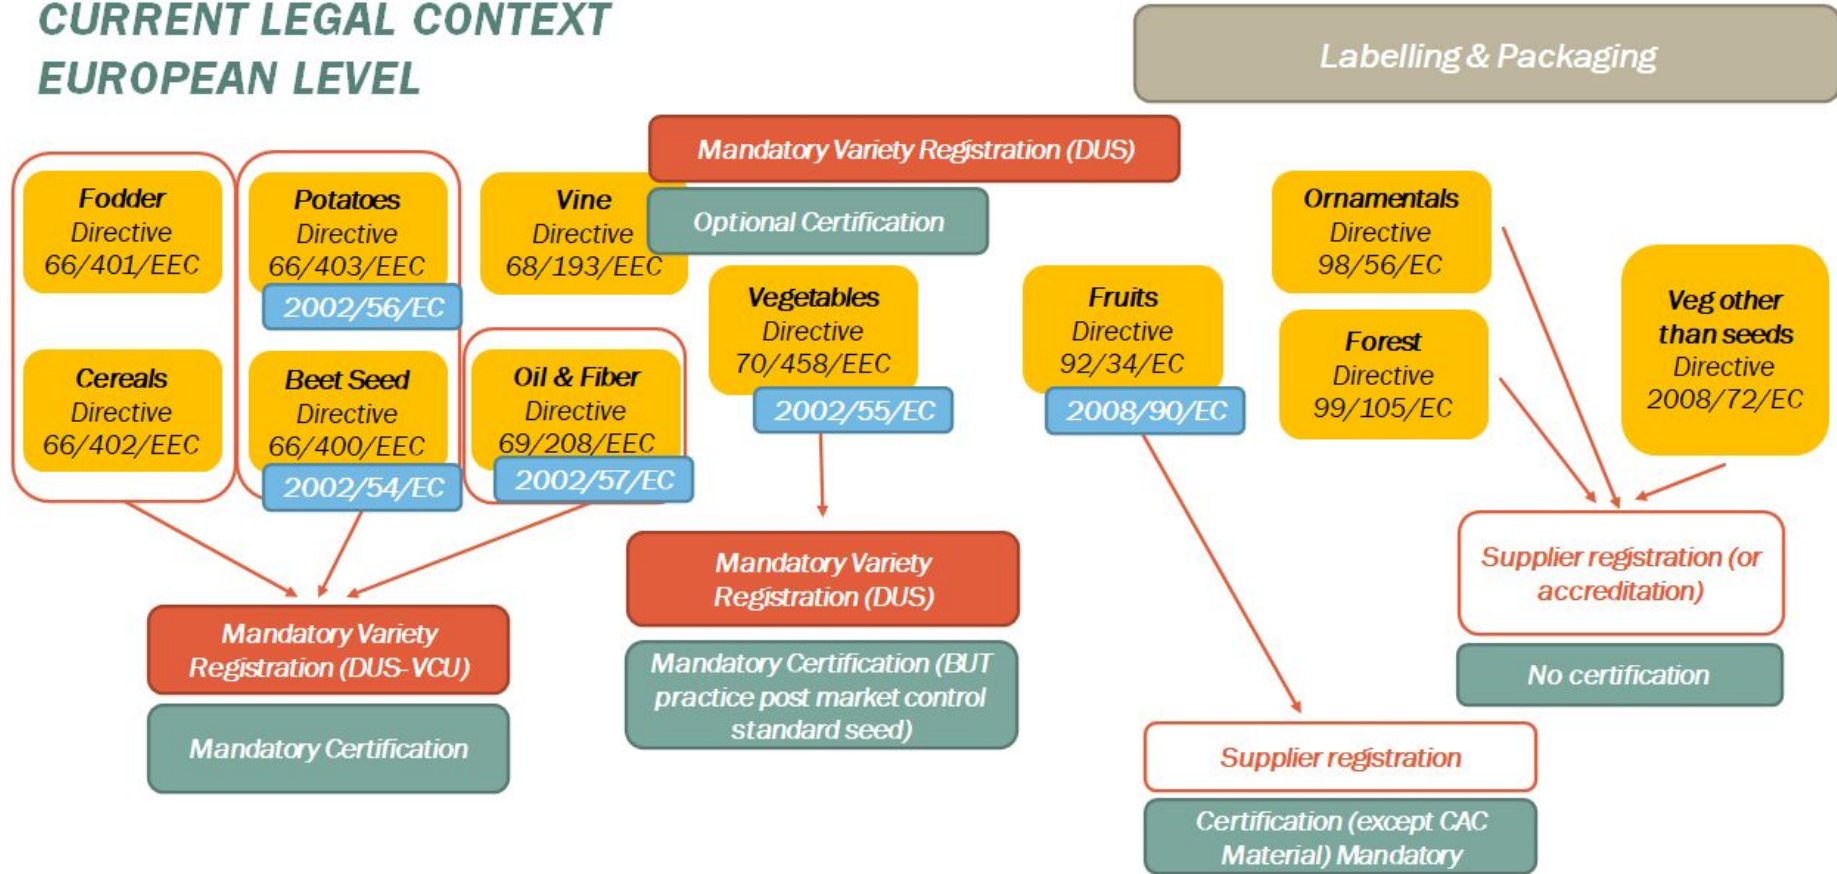 CURRENT LEGAL CONTEXT
EUROPEAN LEVEL
Labelling & Packaging
Mandatory Variety Registration (DUS)
Optional Certification
Fodder
Directive
66/401/EEC
Potatoes
Directive
66/403/EEC
2002/56/EC
Vine
Directive
68/193/EEC
Cereals
Directive
66/402/EEC
Beet Seed
Directive
66/400/EEC
2002/54/EC
Oil & Fiber
Directive
69/208/EEC
2002/57/EC
Vegetables
Directive
70/458/EEC
2002/55/EC
Fruits
Directive
92/34/EC
2008/90/EC
Ornamentals
Directive
98/56/EC
Forest
Directive
99/105/EC
Veg other
than seeds
Directive
2008/72/EC
Mandatory Variety
Registration (DUS-VCU)
Mandatory Certification
Mandatory Variety
Registration (DUS)
Mandatory Certification (BUT
practice post market control
standard seed)
Supplier registration
Certification (except CAC
Material) Mandatory
Supplier registration (or
accreditation)
No certification